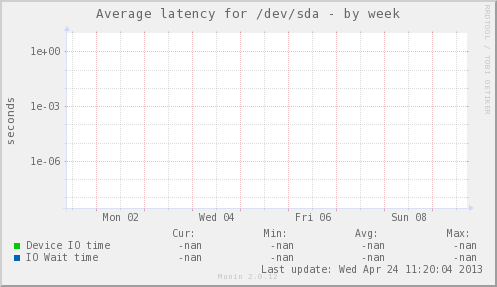 Average latency for /dev/sda - by week
RRDTOOL / TOBI OETIKER
seconds
1e+00
1e-03
1e-06
Mon 02 Wed 04 Fri 06 Sun 08
Cur: Min: Avg: Max:
Device IO time -nan -nan -nan -nan
IO Wait time -nan -nan -nan -nan
Last update: Wed Apr 24 11:20:04 2013
Munin 2.0.12